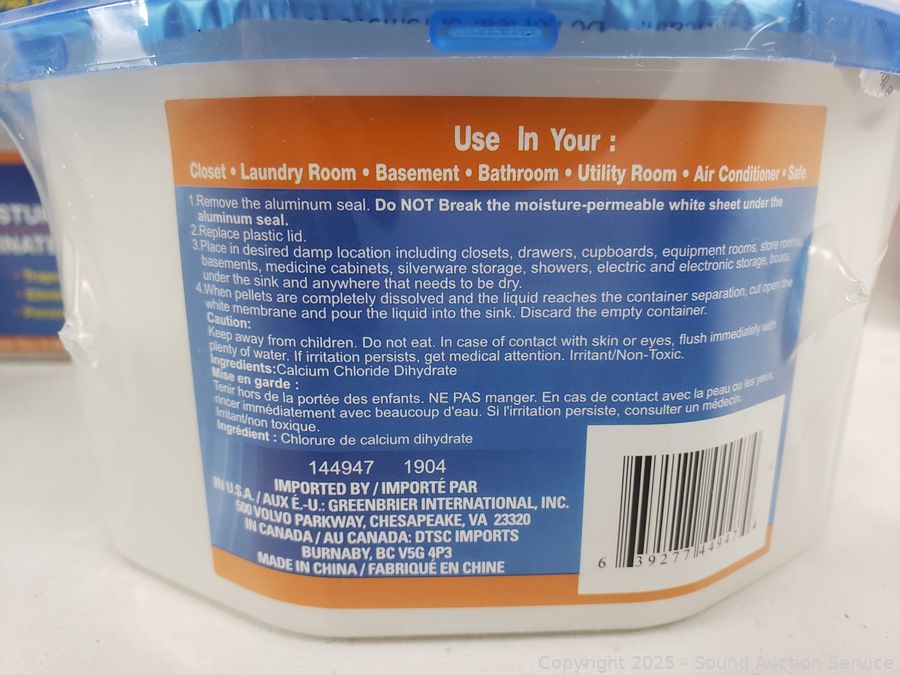 Use In Your :
Closet • Laundry Room • Basement • Bathroom • Utility Room • Air Conditioner • Safe
1.Remove the aluminum seal. Do NOT Break the moisture-permeable white sheet under the
aluminum seal.
2.Replace plastic lid.
3.Place in desired damp location including closets, drawers, cupboards, equipment rooms, store rooms,
basements, medicine cabinets, silverware storage, showers, electric and electronic storage, boats,
under the sink and anywhere that needs to be dry.
4.When pellets are completely dissolved and the liquid reaches the container separation, cut open the
white membrane and pour the liquid into the sink. Discard the empty container.
Caution:
Keep away from children. Do not eat. In case of contact with skin or eyes, flush immediately with
plenty of water. If irritation persists, get medical attention. Irritant/Non-Toxic.
Ingredients:Calcium Chloride Dihydrate
Mise en garde :
Tenir hors de la portée des enfants. NE PAS manger. En cas de contact avec la peau ou les yeux,
rincer immédiatement avec beaucoup d'eau. Si l'irritation persiste, consulter un médecin.
Irritant/non toxique.
Ingrédient : Chlorure de calcium dihydrate
144947 1904
IMPORTED BY / IMPORTÉ PAR
IN U.S.A. / AUX É.-U.: GREENBRIER INTERNATIONAL, INC.
500 VOLVO PARKWAY, CHESAPEAKE, VA 23320
IN CANADA / AU CANADA: DTSC IMPORTS
BURNABY, BC V5G 4P3
MADE IN CHINA / FABRIQUÉ EN CHINE
6 39277 44947 4
Copyright 2025 - Sound Auction Service